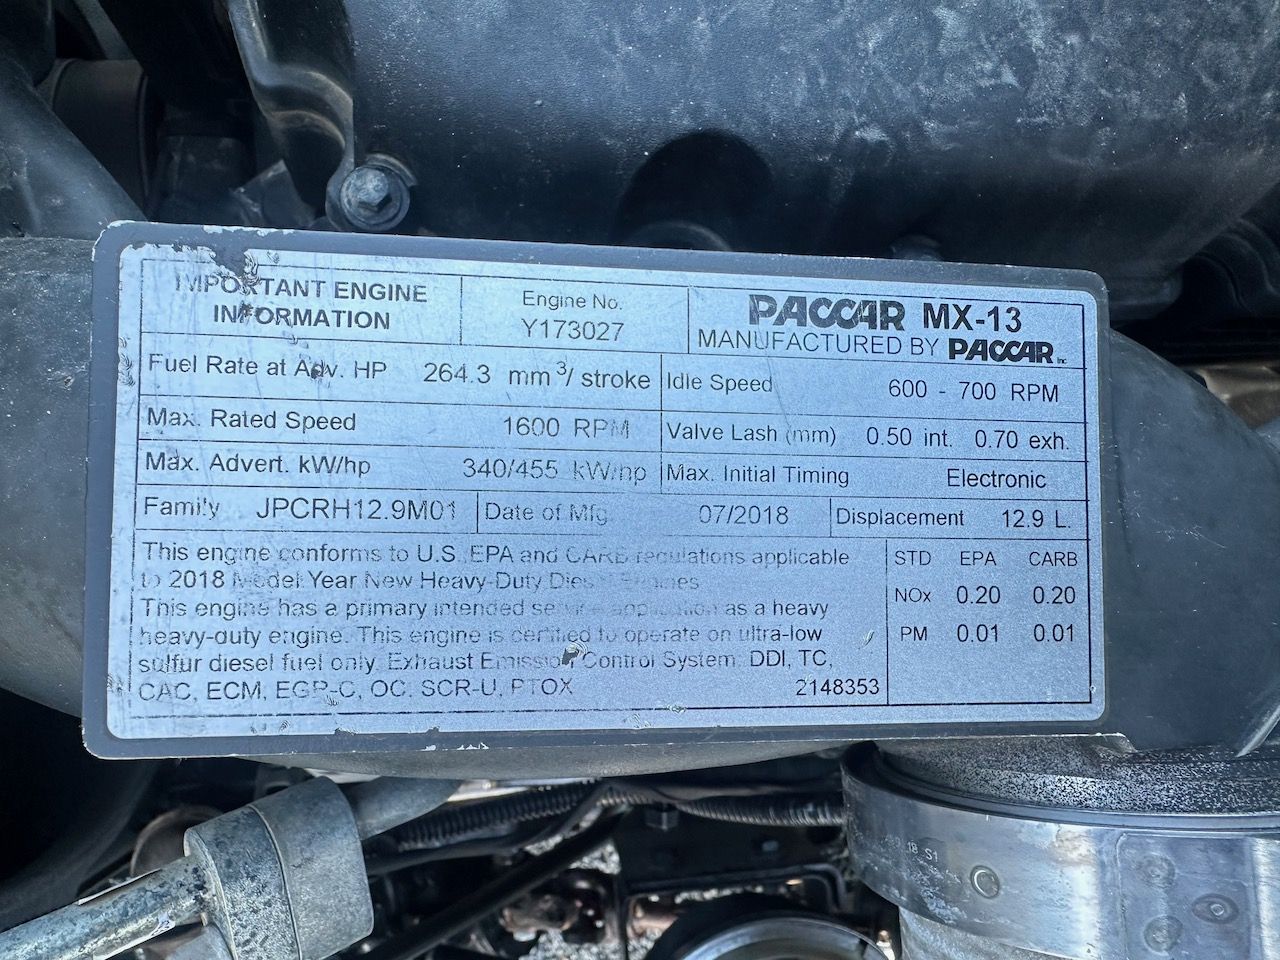 IMPORTANT ENGINE
INFORMATION
Engine No.
Y173027
PACCAR MX-13
MANUFACTURED BY PACCAR Inc
Fuel Rate at Adv. HP 264.3 mm3/ stroke
Idle Speed 600 - 700 RPM
Max. Rated Speed 1600 RPM
Valve Lash (mm) 0.50 int. 0.70 exh.
Max. Advert. kW/hp 340/455 kW/hp
Max. Initial Timing Electronic
Family JPCRH12.9M01
Date of Mfg 07/2018
Displacement 12.9 L.
This engine conforms to U.S. EPA and CARB regulations applicable
to 2018 Model Year New Heavy-Duty Diesel Engines
This engine has a primary intended service application as a heavy
heavy-duty engine. This engine is certified to operate on ultra-low
sulfur diesel fuel only. Exhaust Emission Control System: DDI, TC,
CAC, ECM, EGR-C, OC, SCR-U, PTOX
2148353
STD EPA CARB
NOx 0.20 0.20
PM 0.01 0.01
18-S1